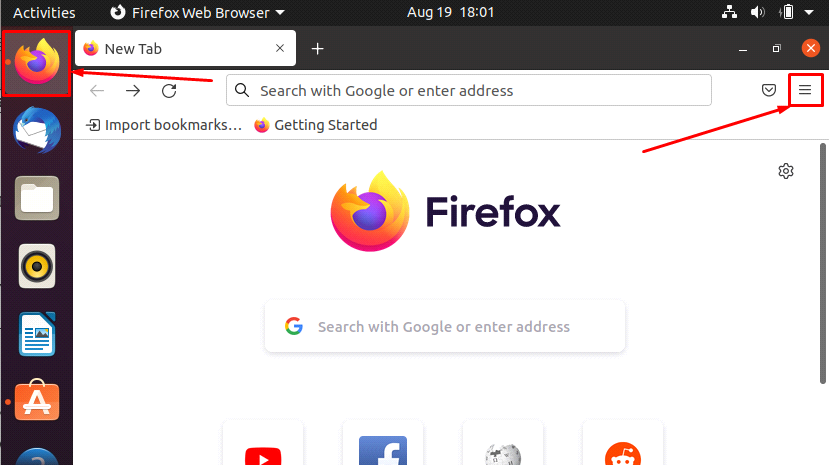 Activities Firefox Web Browser Aug 19 18:01
New Tab
Search with Google or enter address
Import bookmarks... Getting Started
Firefox
Search with Google or enter address